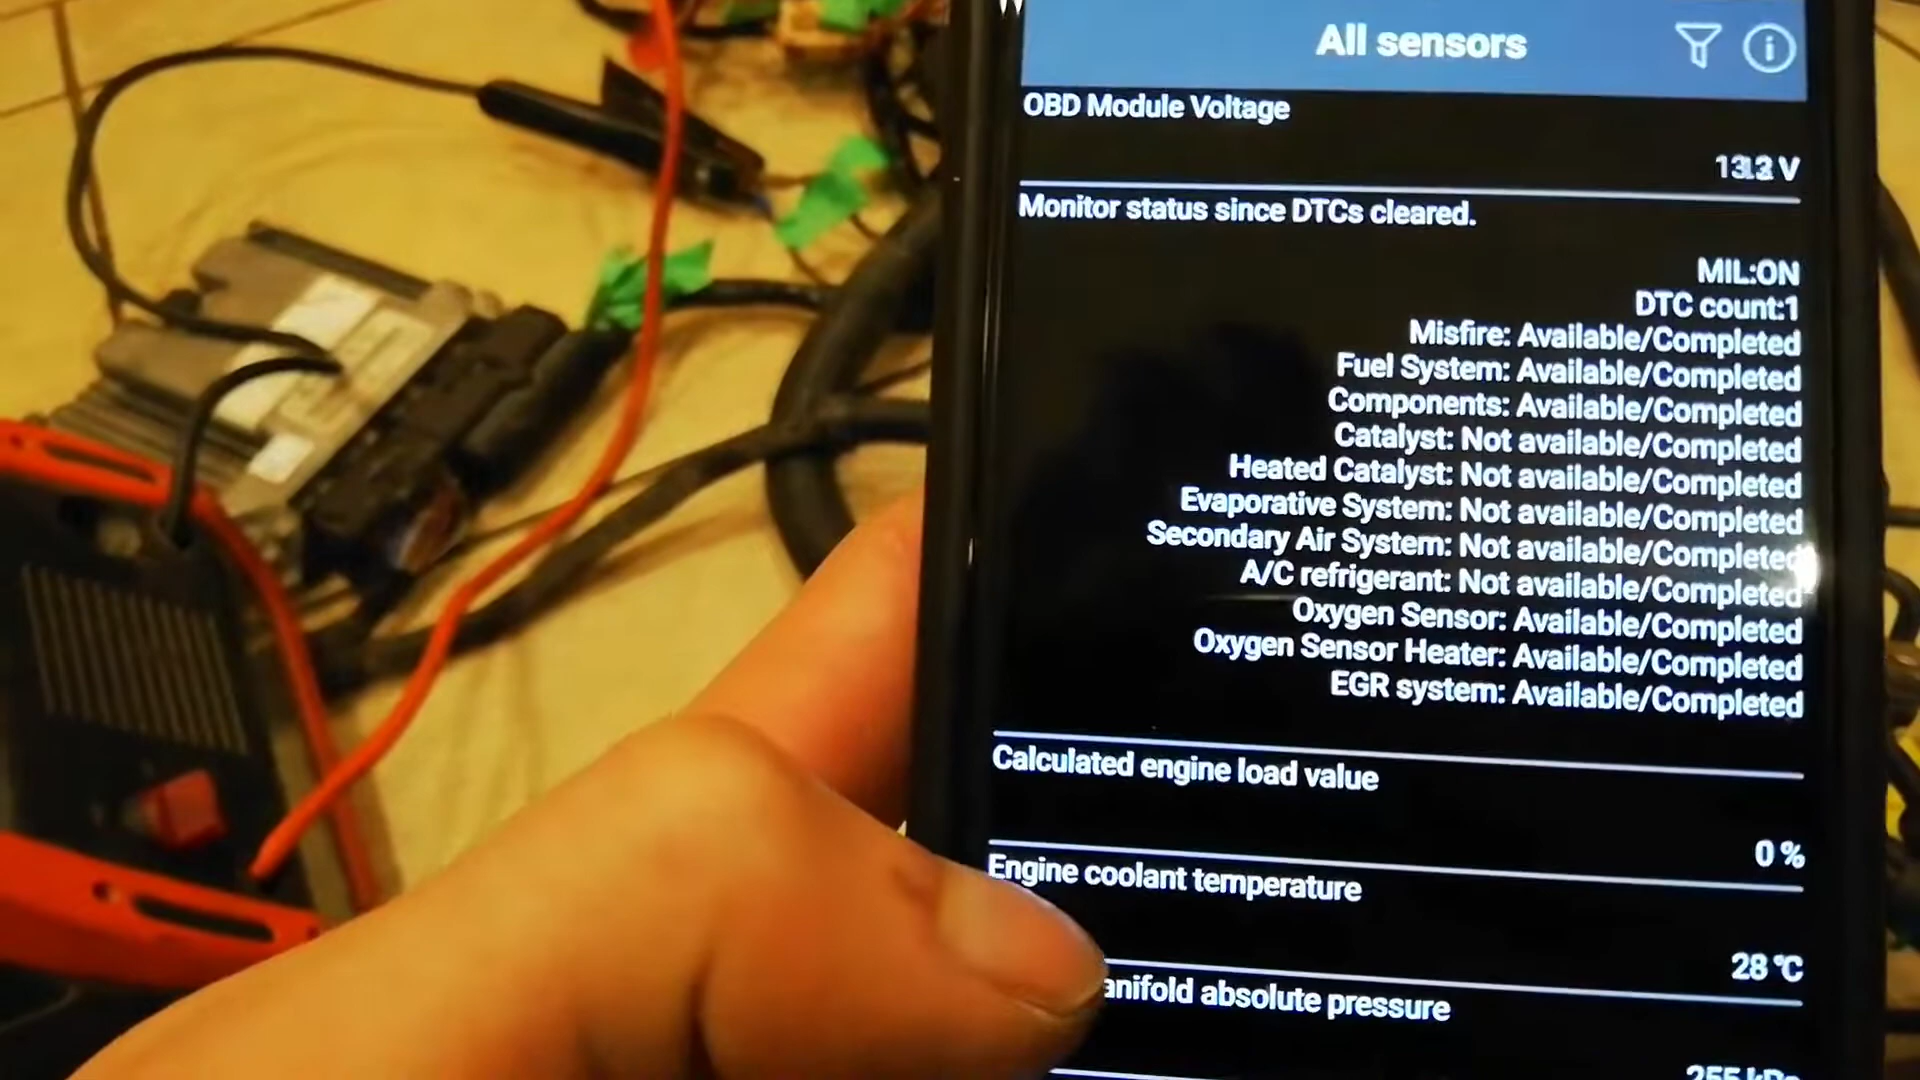 All sensors
OBD Module Voltage
V
Monitor status since DTCs cleared.
MIL:ON
DTC count:1
Misfire: Available/Completed
Fuel System: Available/Completed
Components: Available/Completed
Catalyst: Not available/Completed
Heated Catalyst: Not available/Completed
Evaporative System: Not available/Completed
Secondary Air System: Not available/Completed
A/C refrigerant: Not available/Completed
Oxygen Sensor: Available/Completed
Oxygen Sensor Heater: Available/Completed
EGR system: Available/Completed
Calculated engine load value
0 %
Engine coolant temperature
28 °C
anifold absolute pressure
255 kPa